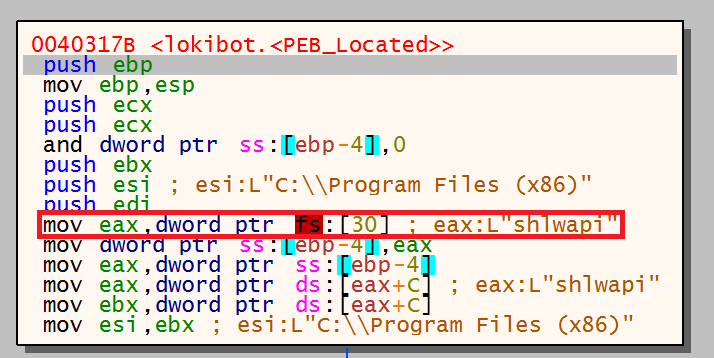 0040317B <lokibot.<PEB_Located>>
push ebp
mov ebp,esp
push ecx
push ecx
and dword ptr ss:[ebp-4],0
push ebx
push esi ; esi:L"C:\\Program Files (x86)"
push edi
mov eax,dword ptr fs:[30] ; eax:L"shlwapi"
mov dword ptr ss:[ebp-4],eax
mov eax,dword ptr ss:[ebp-4]
mov eax,dword ptr ds:[eax+C] ; eax:L"shlwapi"
mov ebx,dword ptr ds:[eax+C]
mov esi,ebx ; esi:L"C:\\Program Files (x86)"